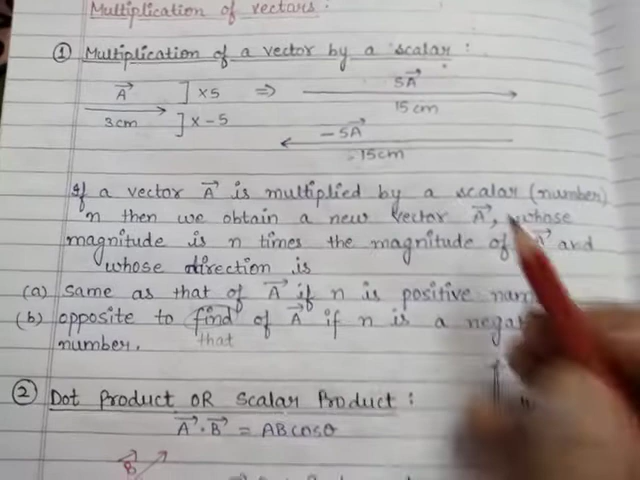 Multiplication of vectors:
① Multiplication of a vector by a scalar:
A⃗ ] x5 ⇒ 5A⃗
3cm ] x-5 15cm
-5A⃗
-15cm
If a vector A⃗ is multiplied by a scalar (number)
n then we obtain a new vector A⃗, whose
magnitude is n times the magnitude of A⃗ and
whose direction is
(a) same as that of A⃗ if n is positive
(b) opposite to find of A⃗ if n is a
that
number.
② Dot Product OR Scalar Product:
A⃗.B⃗ = ABcosθ
B⃗